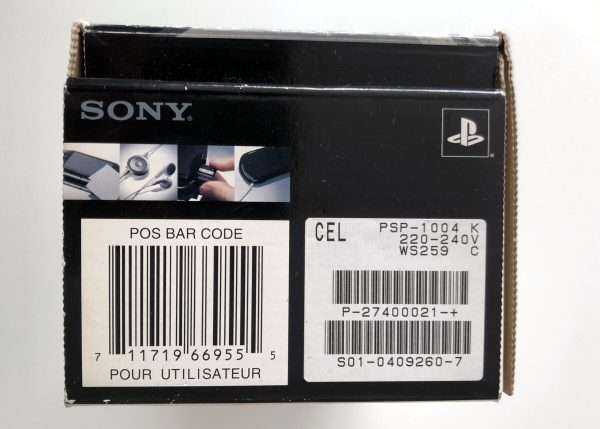 SONY
POS BAR CODE
7 11719 66955 5
POUR UTILISATEUR
CEL PSP-1004 K
220-240V
WS259 C
P-27400021-+
S01-0409260-7